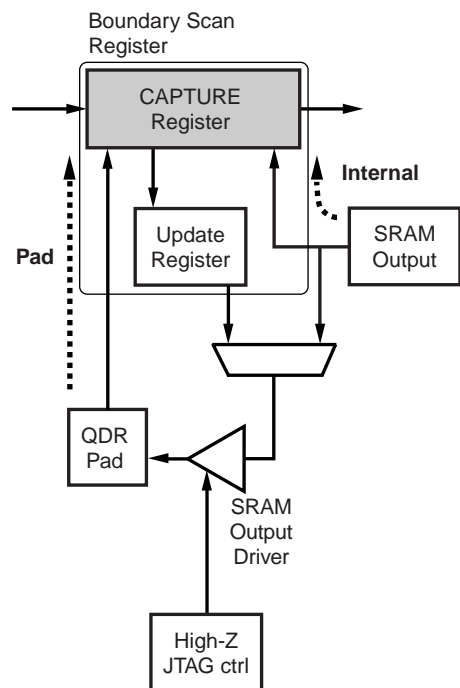 Boundary Scan
Register
CAPTURE
Register
Internal
Pad
Update
Register
SRAM
Output
QDR
Pad
SRAM
Output
Driver
High-Z
JTAG ctrl